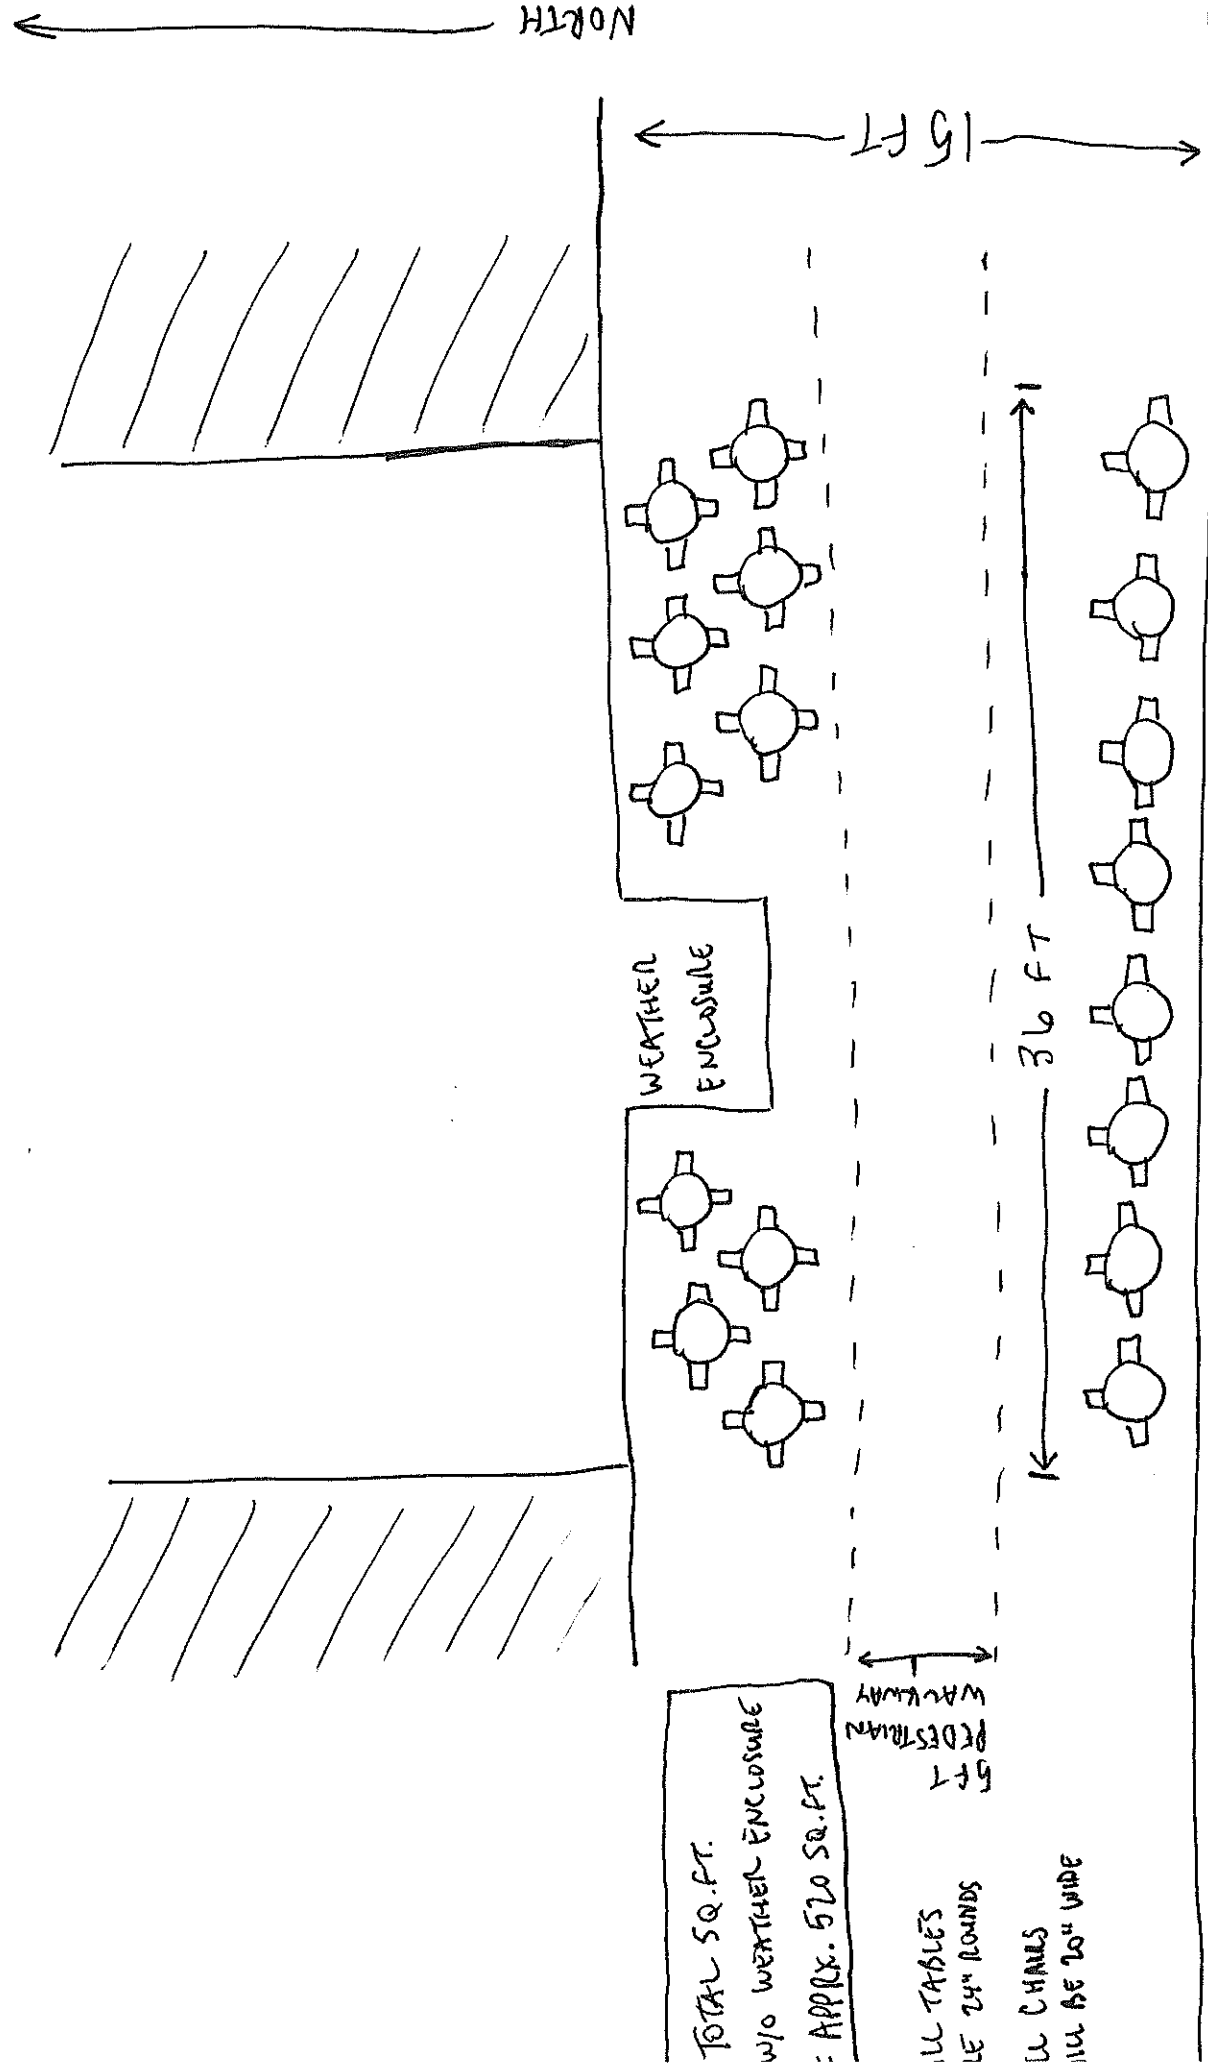 NORTH
15 FT
WEATHER
ENCLOSURE
36 FT
5 FT
PEDESTRIAN
WALKWAY
TOTAL SQ. FT.
W/O WEATHER ENCLOSURE
= APPRX. 520 SQ. FT.
TABLES
24" ROUNDS
CHAIRS
BE 20" WIDE